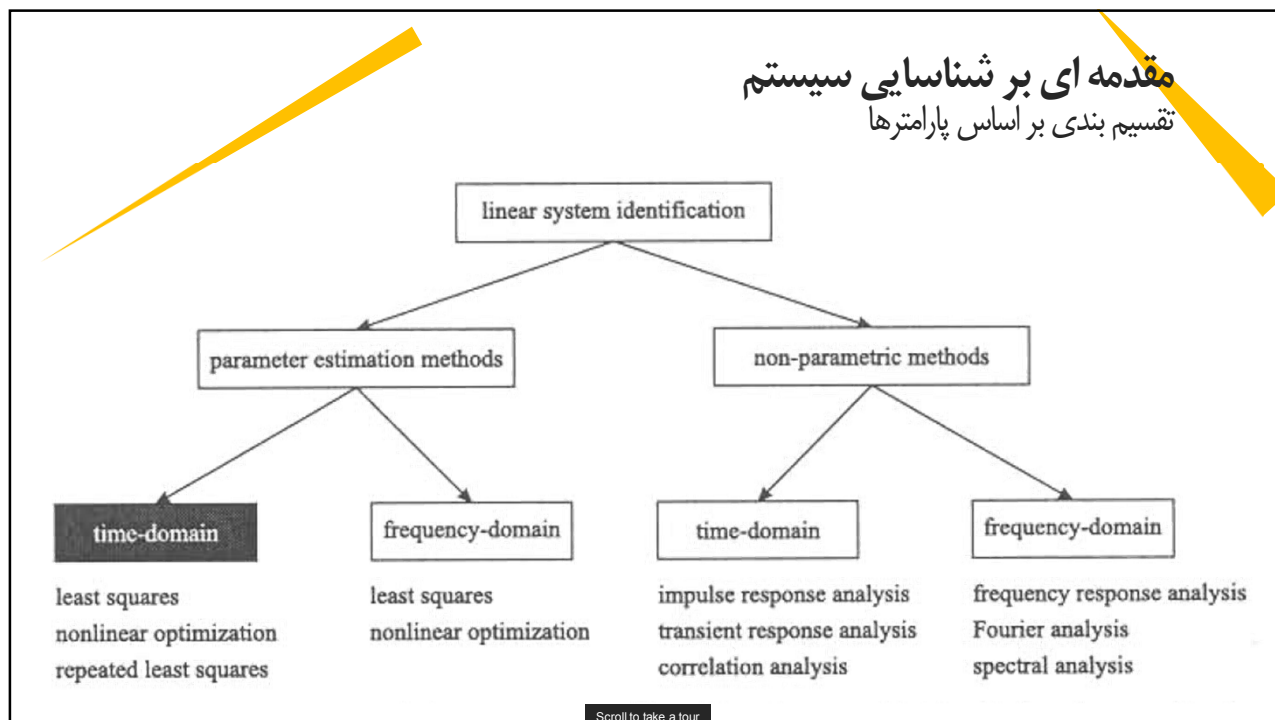 مقدمه ای بر شناسایی سیستم
تقسیم بندی بر اساس پارامترها
linear system identification
parameter estimation methods
non-parametric methods
time-domain
frequency-domain
time-domain
frequency-domain
least squares
nonlinear optimization
repeated least squares
least squares
nonlinear optimization
impulse response analysis
transient response analysis
correlation analysis
frequency response analysis
Fourier analysis
spectral analysis
Scroll to take a tour